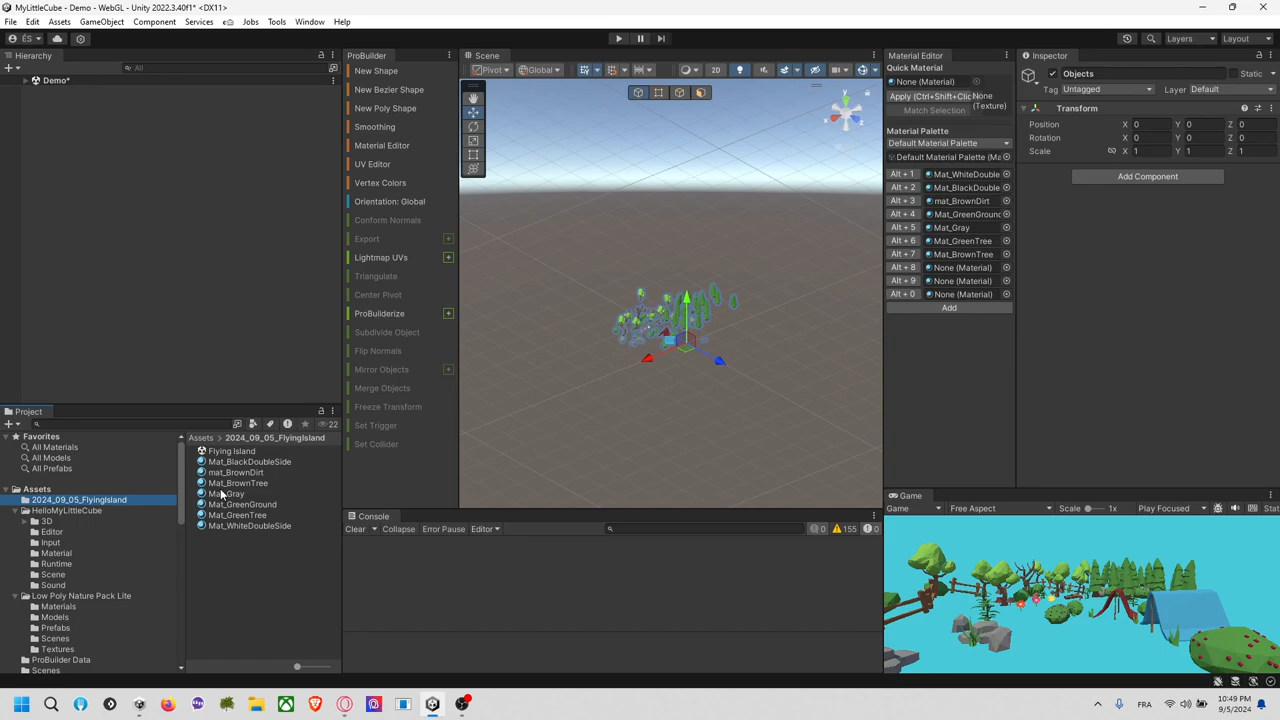 MyLittleCube - Demo - WebGL - Unity 2022.3.40f1* <DX11>
File Edit Assets GameObject Component Services Jobs Tools Window Help
ÉS Layers Layout
Hierarchy
All
Demo*
ProBuilder
New Shape
New Bezier Shape
New Poly Shape
Smoothing
Material Editor
UV Editor
Vertex Colors
Orientation: Global
Conform Normals
Export
Lightmap UVs
Triangulate
Center Pivot
ProBuilderize
Subdivide Object
Flip Normals
Mirror Objects
Merge Objects
Freeze Transform
Set Trigger
Set Collider
Scene
Pivot Global 2D
y
x z
Material Editor
Quick Material
None (Material)
Apply (Ctrl+Shift+Clic None
(Texture)
Match Selection
Material Palette
Default Material Palette
Default Material Palette (Ma
Alt + 1 Mat_WhiteDouble
Alt + 2 Mat_BlackDouble
Alt + 3 mat_BrownDirt
Alt + 4 Mat_GreenGround
Alt + 5 Mat_Gray
Alt + 6 Mat_GreenTree
Alt + 7 Mat_BrownTree
Alt + 8 None (Material)
Alt + 9 None (Material)
Alt + 0 None (Material)
Add
Inspector
Objects Static
Tag Untagged Layer Default
Transform
Position X 0 Y 0 Z 0
Rotation X 0 Y 0 Z 0
Scale X 1 Y 1 Z 1
Add Component
Project
22
Favorites
All Materials
All Models
All Prefabs
Assets
2024_09_05_FlyingIsland
HelloMyLittleCube
3D
Editor
Input
Material
Runtime
Scene
Sound
Low Poly Nature Pack Lite
Materials
Models
Prefabs
Scenes
Textures
ProBuilder Data
Scenes
Assets > 2024_09_05_FlyingIsland
Flying Island
Mat_BlackDoubleSide
mat_BrownDirt
Mat_BrownTree
Mat_Gray
Mat_GreenGround
Mat_GreenTree
Mat_WhiteDoubleSide
Console
Clear Collapse Error Pause Editor 0 155 0
Game
Game Free Aspect Scale 1x Play Focused Stat
FRA 10:49 PM
9/5/2024